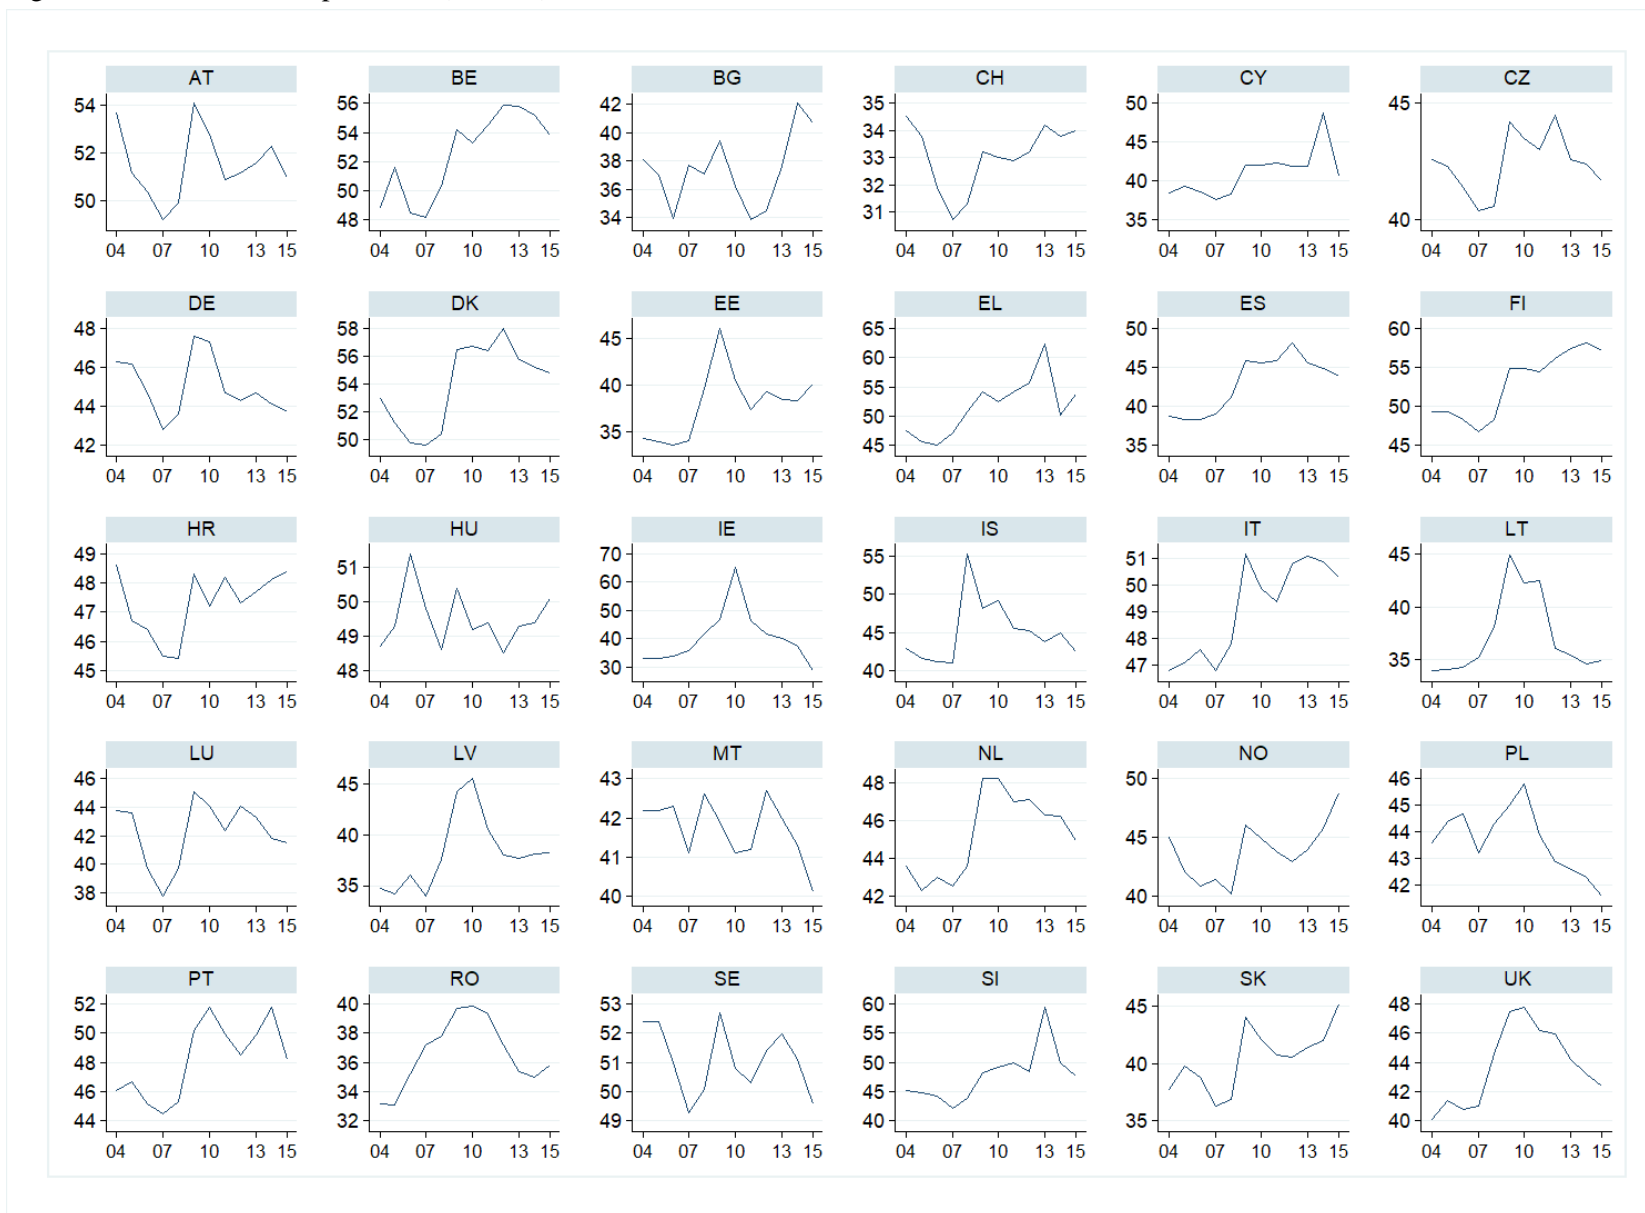 AT BE BG CH CY CZ
54 52 50 56 54 52 50 48 42 40 38 36 34 35 34 33 32 31 50 45 40 35 45 40
04 07 10 13 15 04 07 10 13 15 04 07 10 13 15 04 07 10 13 15 04 07 10 13 15 04 07 10 13 15
DE DK EE EL ES FI
48 46 44 42 58 56 54 52 50 45 40 35 65 60 55 50 45 50 45 40 35 60 55 50 45
04 07 10 13 15 04 07 10 13 15 04 07 10 13 15 04 07 10 13 15 04 07 10 13 15 04 07 10 13 15
HR HU IE IS IT LT
49 48 47 46 45 51 50 49 48 70 60 50 40 30 55 50 45 40 51 50 49 48 47 45 40 35
04 07 10 13 15 04 07 10 13 15 04 07 10 13 15 04 07 10 13 15 04 07 10 13 15 04 07 10 13 15
LU LV MT NL NO PL
46 44 42 40 38 45 40 35 43 42 41 40 48 46 44 42 50 45 40 46 45 44 43 42
04 07 10 13 15 04 07 10 13 15 04 07 10 13 15 04 07 10 13 15 04 07 10 13 15 04 07 10 13 15
PT RO SE SI SK UK
52 50 48 46 44 40 38 36 34 32 53 52 51 50 49 60 55 50 45 40 45 40 35 48 46 44 42 40
04 07 10 13 15 04 07 10 13 15 04 07 10 13 15 04 07 10 13 15 04 07 10 13 15 04 07 10 13 15